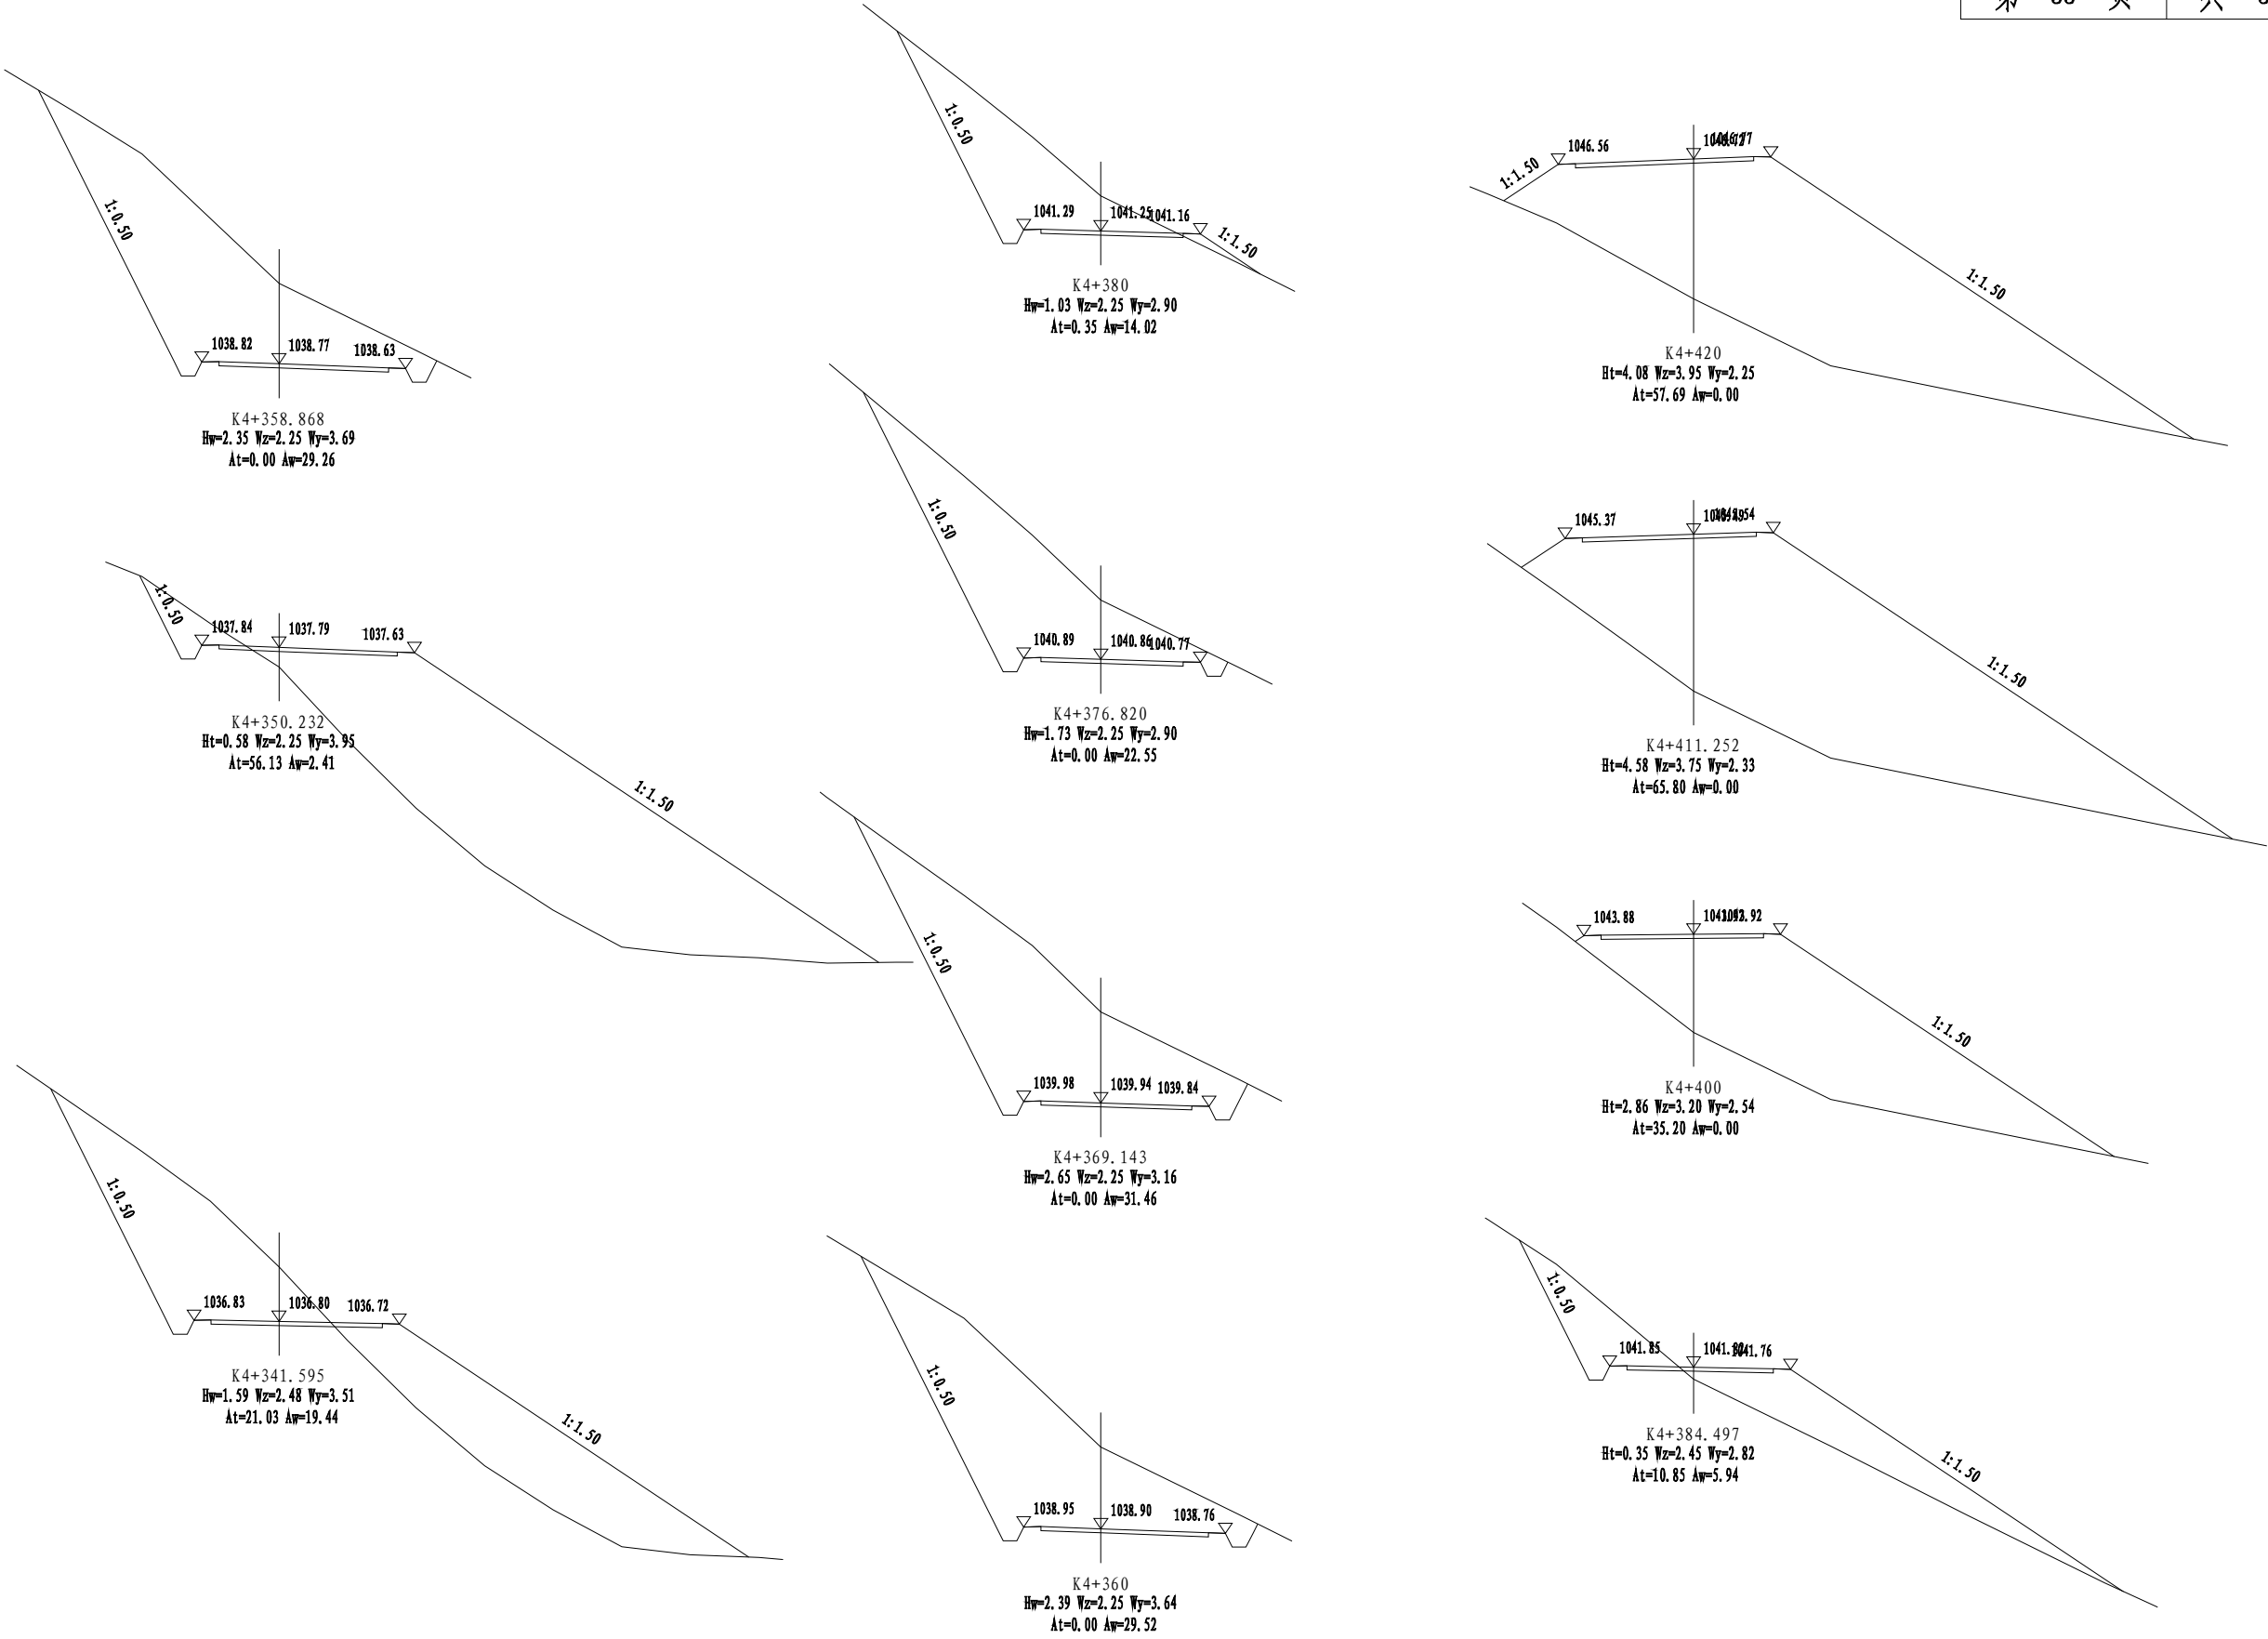 1:0.50
1038.82
1038.77
1038.63
K4+358.868
Hw=2.35 Wz=2.25 Wy=3.69
At=0.00 Aw=29.26
1:0.50
1037.84
1037.79
1037.63
1:1.50
K4+350.232
Ht=0.58 Wz=2.25 Wy=3.95
At=56.13 Aw=2.41
1:0.50
1036.83
1036.80
1036.72
1:1.50
K4+341.595
Hw=1.59 Wz=2.48 Wy=3.51
At=21.03 Aw=19.44
1:0.50
1041.29
1041.25
1041.16
1:1.50
K4+380
Hw=1.03 Wz=2.25 Wy=2.90
At=0.35 Aw=14.02
1:0.50
1040.89
1040.86
1040.77
K4+376.820
Hw=1.73 Wz=2.25 Wy=2.90
At=0.00 Aw=22.55
1:0.50
1039.98
1039.94
1039.84
K4+369.143
Hw=2.65 Wz=2.25 Wy=3.16
At=0.00 Aw=31.46
1:0.50
1038.95
1038.90
1038.76
K4+360
Hw=2.39 Wz=2.25 Wy=3.64
At=0.00 Aw=29.52
1:1.50
1046.56
1046.77
1:1.50
K4+420
Ht=4.08 Wz=3.95 Wy=2.25
At=57.69 Aw=0.00
1045.37
1045.54
1:1.50
K4+411.252
Ht=4.58 Wz=3.75 Wy=2.33
At=65.80 Aw=0.00
1043.88
1043.92
1:1.50
K4+400
Ht=2.86 Wz=3.20 Wy=2.54
At=35.20 Aw=0.00
1:0.50
1041.85
1041.76
1:1.50
K4+384.497
Ht=0.35 Wz=2.45 Wy=2.82
At=10.85 Aw=5.94